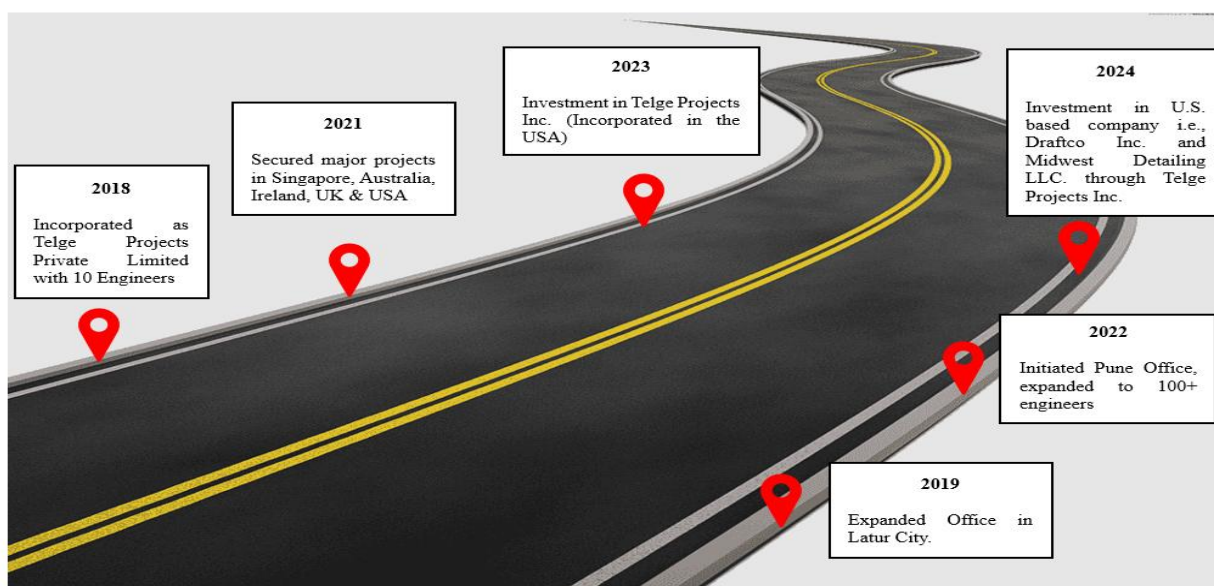 2018
Incorporated as
Telge Projects
Private Limited
with 10 Engineers
2021
Secured major projects
in Singapore, Australia,
Ireland, UK & USA
2023
Investment in Telge Projects
Inc. (Incorporated in the
USA)
2024
Investment in U.S.
based company i.e.,
Draftco Inc. and
Midwest Detailing
LLC. through Telge
Projects Inc.
2022
Initiated Pune Office,
expanded to 100+
engineers
2019
Expanded Office in
Latur City.